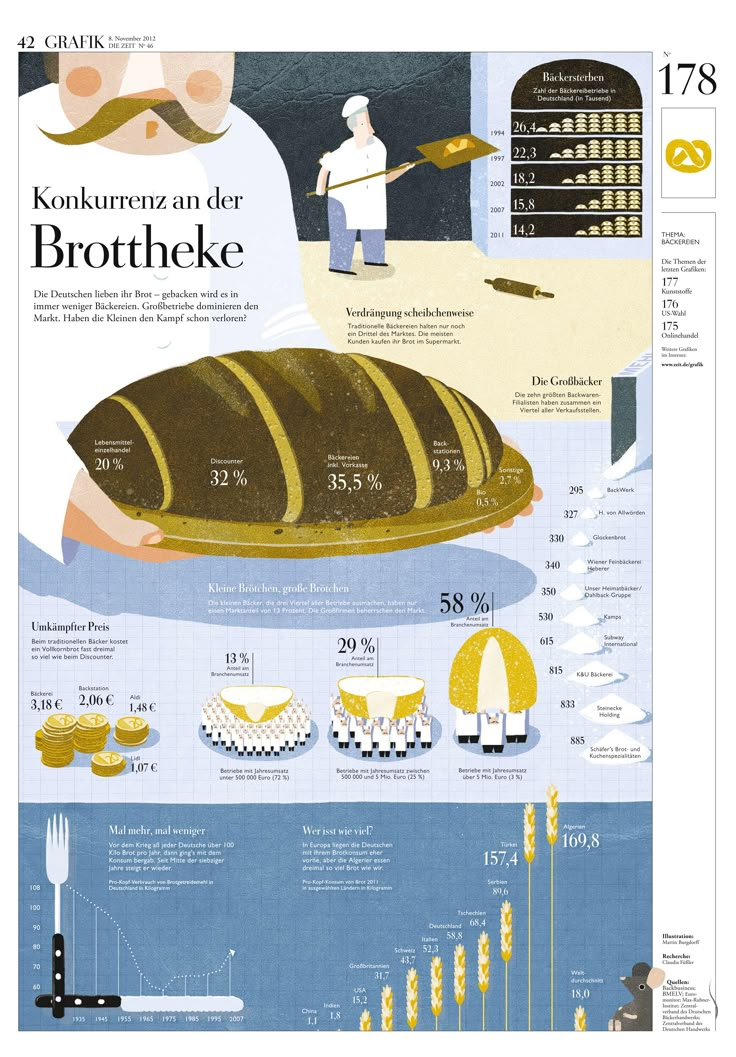 42 GRAFIK 8. November 2012
DIE ZEIT Nº 46
Nº
178
Konkurrenz an der
Brottheke
Die Deutschen lieben ihr Brot – gebacken wird es in
immer weniger Bäckereien. Großbetriebe dominieren den
Markt. Haben die Kleinen den Kampf schon verloren?
Bäckersterben
Zahl der Bäckereibetriebe in
Deutschland (in Tausend)
1994 26,4
1997 22,3
2002 18,2
2007 15,8
2011 14,2
THEMA:
BÄCKEREIEN
Die Themen der
letzten Grafiken:
177
Kunststoffe
176
US-Wahl
175
Onlinehandel
Weitere Grafiken
im Internet:
www.zeit.de/grafik
Verdrängung scheibchenweise
Traditionelle Bäckereien halten nur noch
ein Drittel des Marktes. Die meisten
Kunden kaufen ihr Brot im Supermarkt.
Lebensmittel-
einzelhandel
20 %
Discounter
32 %
Bäckereien
inkl. Vorkasse
35,5 %
Back-
stationen
9,3 %
Sonstige
2,7 %
Bio
0,5 %
Die Großbäcker
Die zehn größten Backwaren-
Filialisten haben zusammen ein
Viertel aller Verkaufsstellen.
MEHL
295 BackWerk
327 H. von Allwörden
330 Glockenbrot
340 Wiener Feinbäckerei
Heberer
350 Unser Heimatbäcker/
Dahlback-Gruppe
530 Kamps
615 Subway
International
815 K&U Bäckerei
833 Steinecke
Holding
885 Schäfer's Brot- und
Kuchenspezialitäten
Kleine Brötchen, große Brötchen
Die kleinen Bäcker, die drei Viertel aller Betriebe ausmachen, haben nur
einen Marktanteil von 13 Prozent. Die Großfirmen beherrschen den Markt.
13 %
Anteil am
Branchenumsatz
29 %
Anteil am
Branchenumsatz
58 %
Anteil am
Branchenumsatz
Betriebe mit Jahresumsatz
unter 500 000 Euro (72 %)
Betriebe mit Jahresumsatz zwischen
500 000 und 5 Mio. Euro (25 %)
Betriebe mit Jahresumsatz
über 5 Mio. Euro (3 %)
Umkämpfter Preis
Beim traditionellen Bäcker kostet
ein Vollkornbrot fast dreimal
so viel wie beim Discounter.
Bäckerei
3,18 €
Backstation
2,06 €
Aldi
1,48 €
Lidl
1,07 €
Mal mehr, mal weniger
Vor dem Krieg aß jeder Deutsche über 100
Kilo Brot pro Jahr, dann ging's mit dem
Konsum bergab. Seit Mitte der siebziger
Jahre steigt er wieder.
Pro-Kopf-Verbrauch von Brotgetreidemehl in
Deutschland in Kilogramm
108
100
90
80
70
60
1935 1945 1955 1965 1975 1985 1995 2007
Wer isst wie viel?
In Europa liegen die Deutschen
mit ihrem Brotkonsum eher
vorne, aber die Algerier essen
dreimal so viel Brot wie wir.
Pro-Kopf-Konsum von Brot 2011
in ausgewählten Ländern in Kilogramm
China
1,1
Indien
1,8
USA
15,2
Großbritannien
31,7
Schweiz
43,7
Italien
52,3
Deutschland
58,8
Tschechien
68,4
Serbien
89,6
Türkei
157,4
Algerien
169,8
Welt-
durchschnitt
18,0
Illustration:
Martin Burgdorff
Recherche:
Claudia Füßler
Quellen:
Backbusiness;
BMELV; Euro-
monitor; Max-Rubner-
Institut; Zentral-
verband des Deutschen
Bäckerhandwerks;
Zentralverband des
Deutschen Handwerks